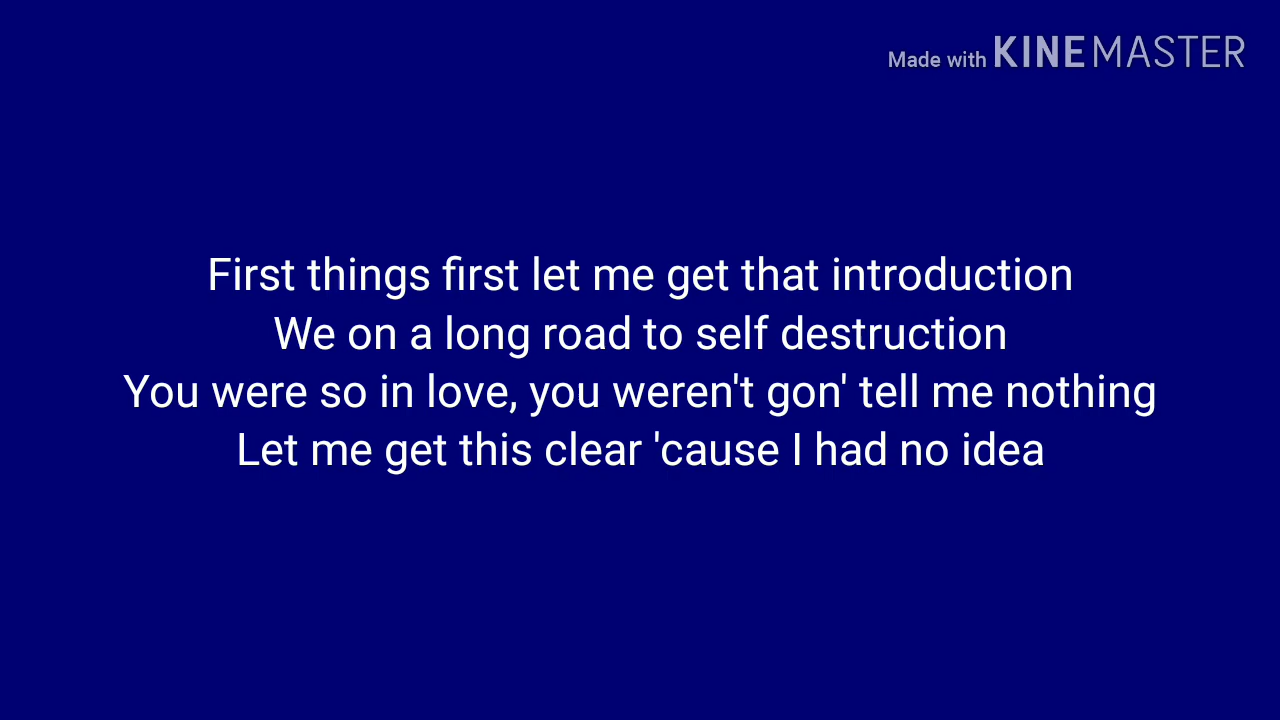 Made with KINEMASTER
First things first let me get that introduction
We on a long road to self destruction
You were so in love, you weren't gon' tell me nothing
Let me get this clear 'cause I had no idea